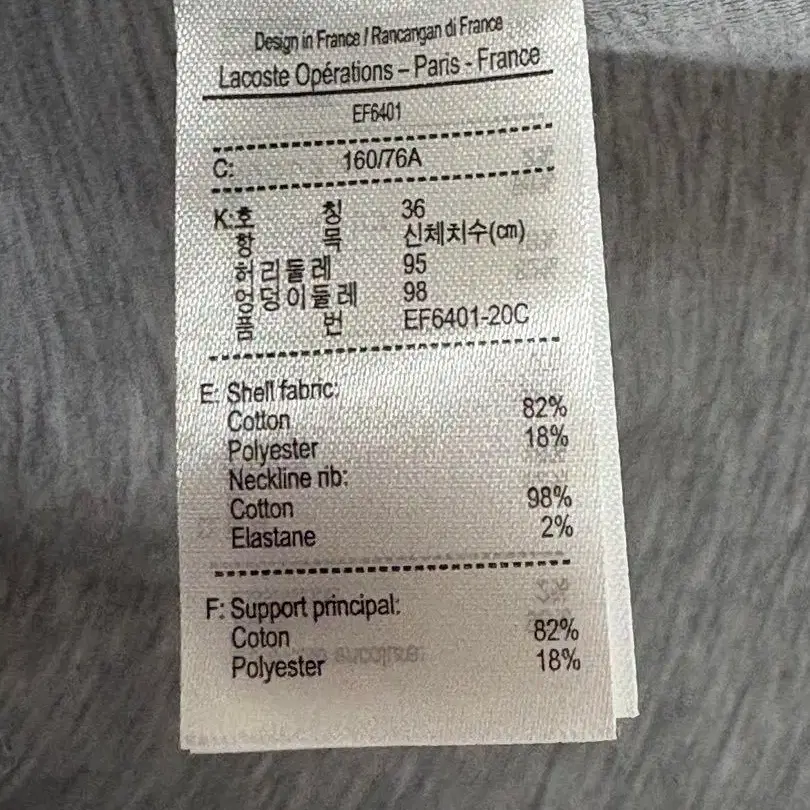 Design in France / Rancangan di France
Lacoste Opérations – Paris - France
EF6401
C: 160/76A
K:호 칭 36
항 목 신체치수(cm)
허리둘레 95
엉덩이둘레 98
품 번 EF6401-20C
E: Shell fabric:
Cotton 82%
Polyester 18%
Neckline rib:
Cotton 98%
Elastane 2%
F: Support principal:
Coton 82%
Polyester 18%